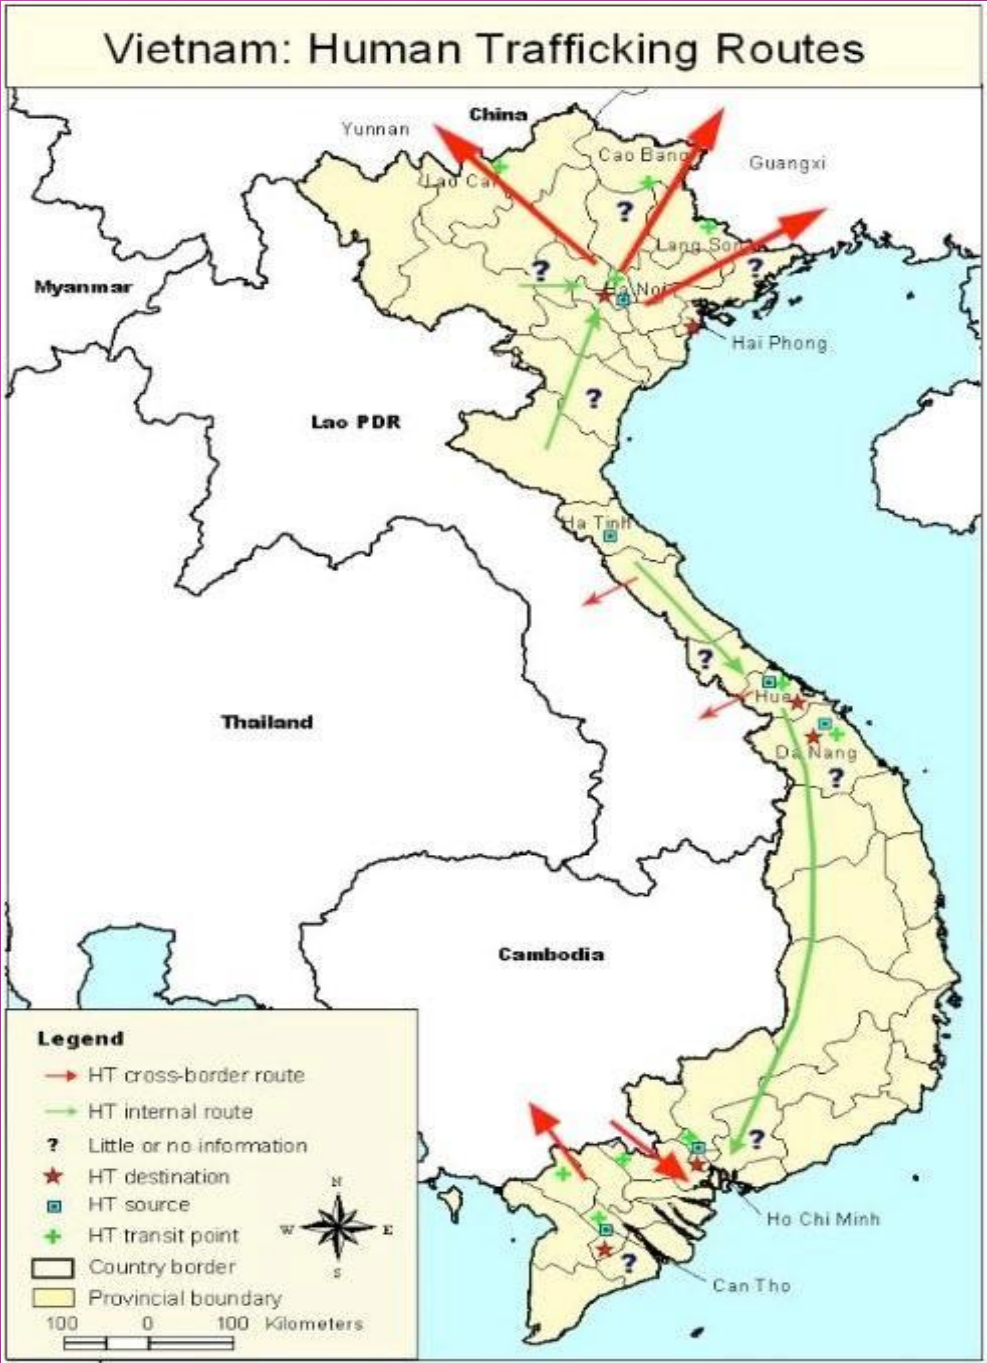 Vietnam: Human Trafficking Routes
China
Yunnan
Cao Bang
Guangxi
Lao Cai
?
Lang Son
?
?
Ha Noi
Myanmar
Hai Phong
?
Lao PDR
Ha Tinh
?
Hue
Thailand
Da Nang
?
Cambodia
?
Ho Chi Minh
?
Can Tho
Legend
HT cross-border route
HT internal route
? Little or no information
HT destination
HT source
HT transit point
Country border
Provincial boundary
N
W E
S
100 0 100 Kilometers